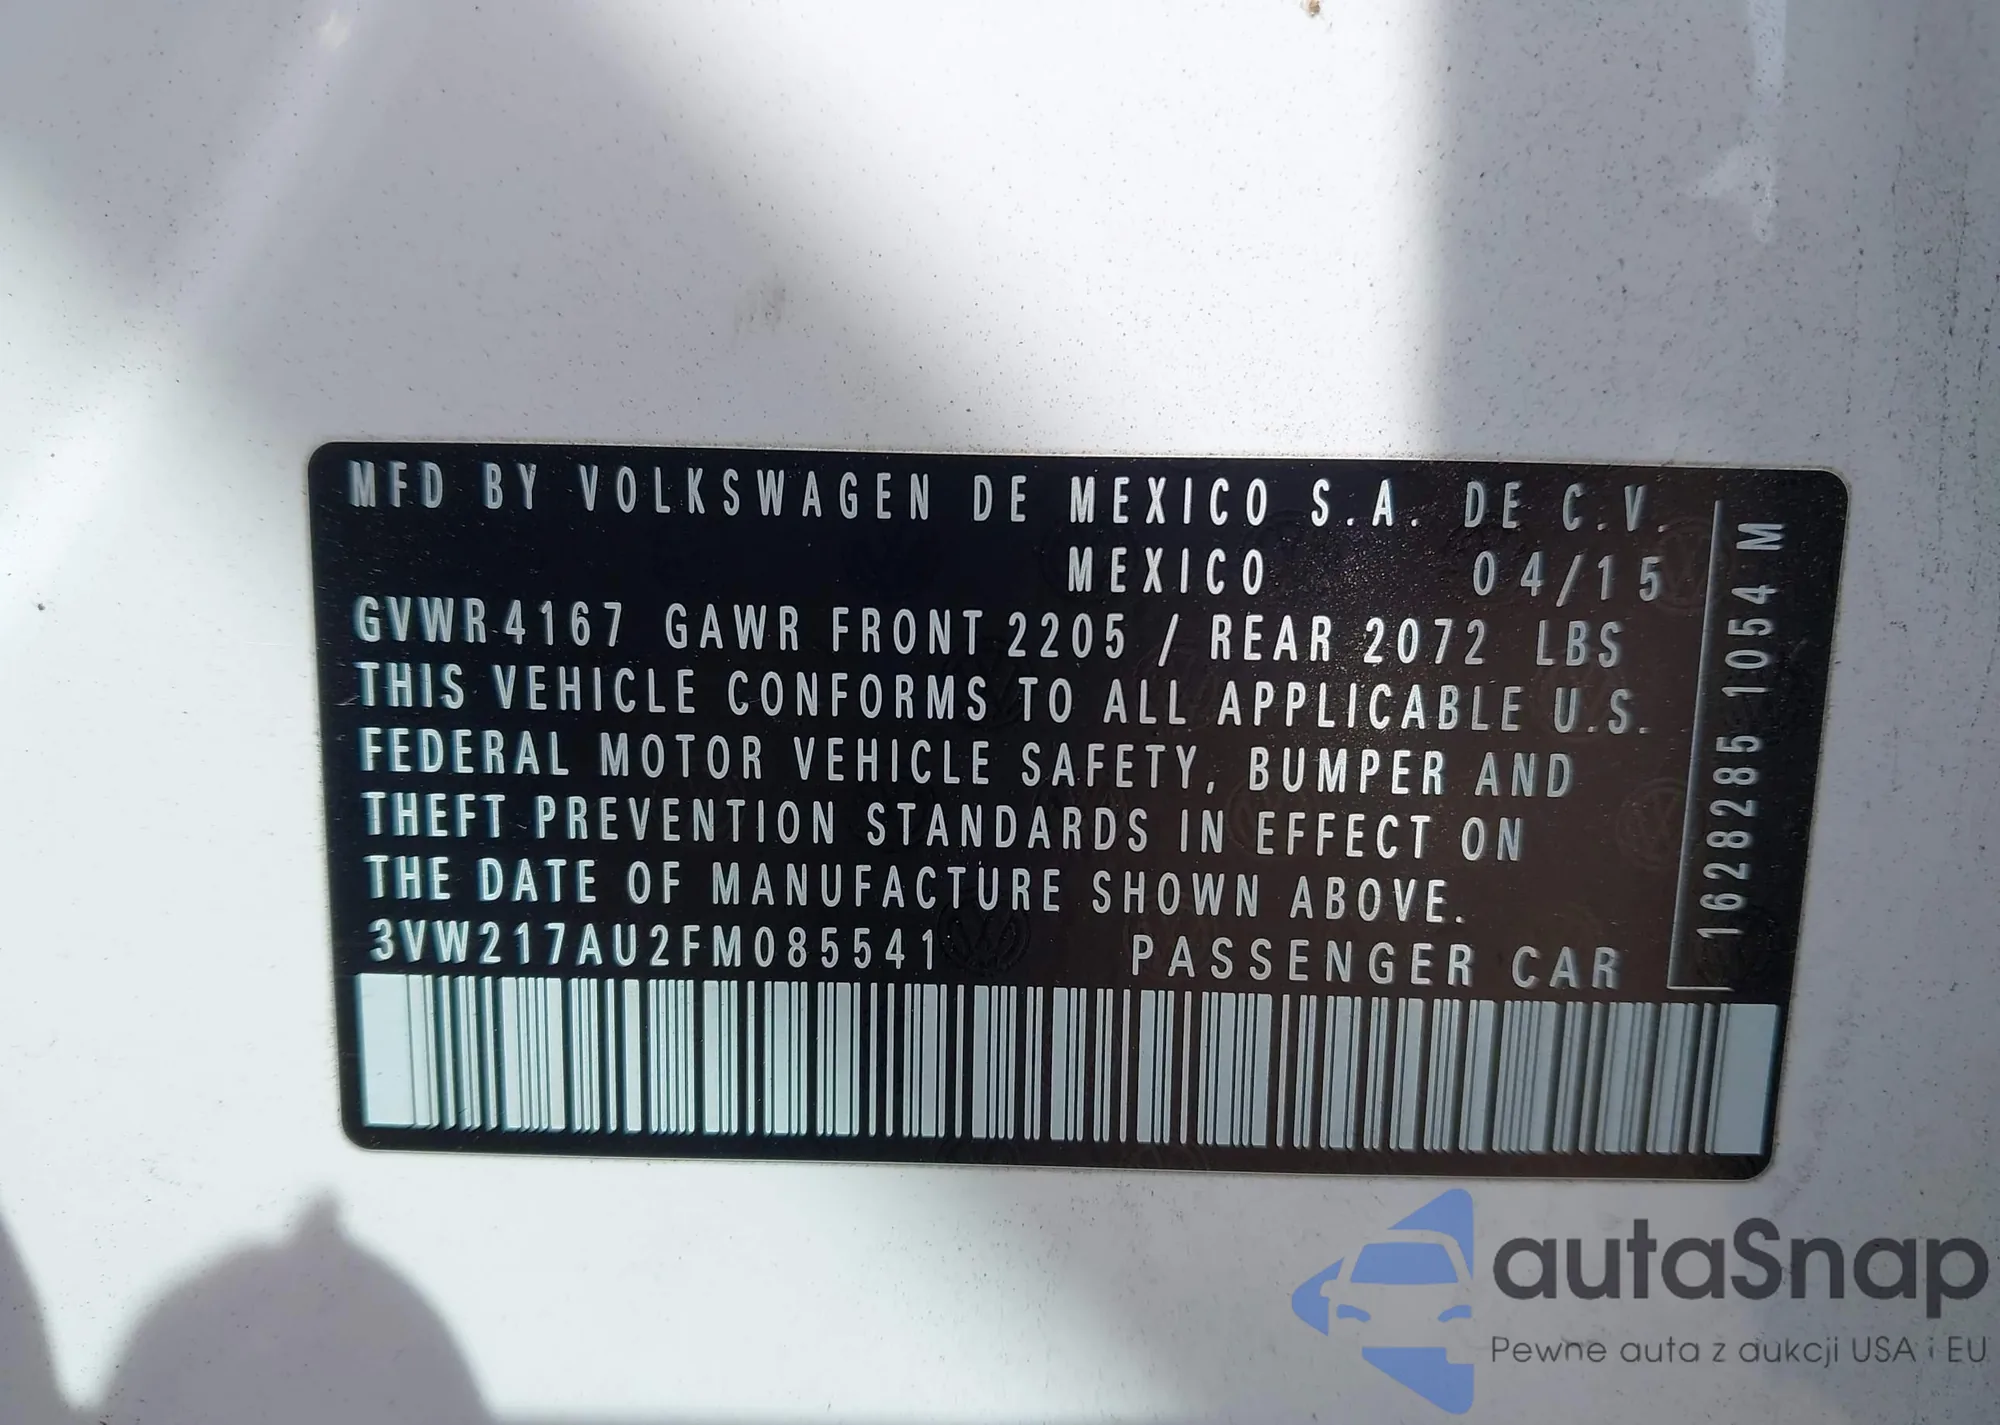 MFD BY VOLKSWAGEN DE MEXICO S.A. DE C.V.
MEXICO 04/15
GVWR 4167 GAWR FRONT 2205 / REAR 2072 LBS
THIS VEHICLE CONFORMS TO ALL APPLICABLE U.S.
FEDERAL MOTOR VEHICLE SAFETY, BUMPER AND
THEFT PREVENTION STANDARDS IN EFFECT ON
THE DATE OF MANUFACTURE SHOWN ABOVE.
3VW217AU2FM085541 PASSENGER CAR
1628285 1054 M
autaSnap
Pewne auta z aukcji USA i EU